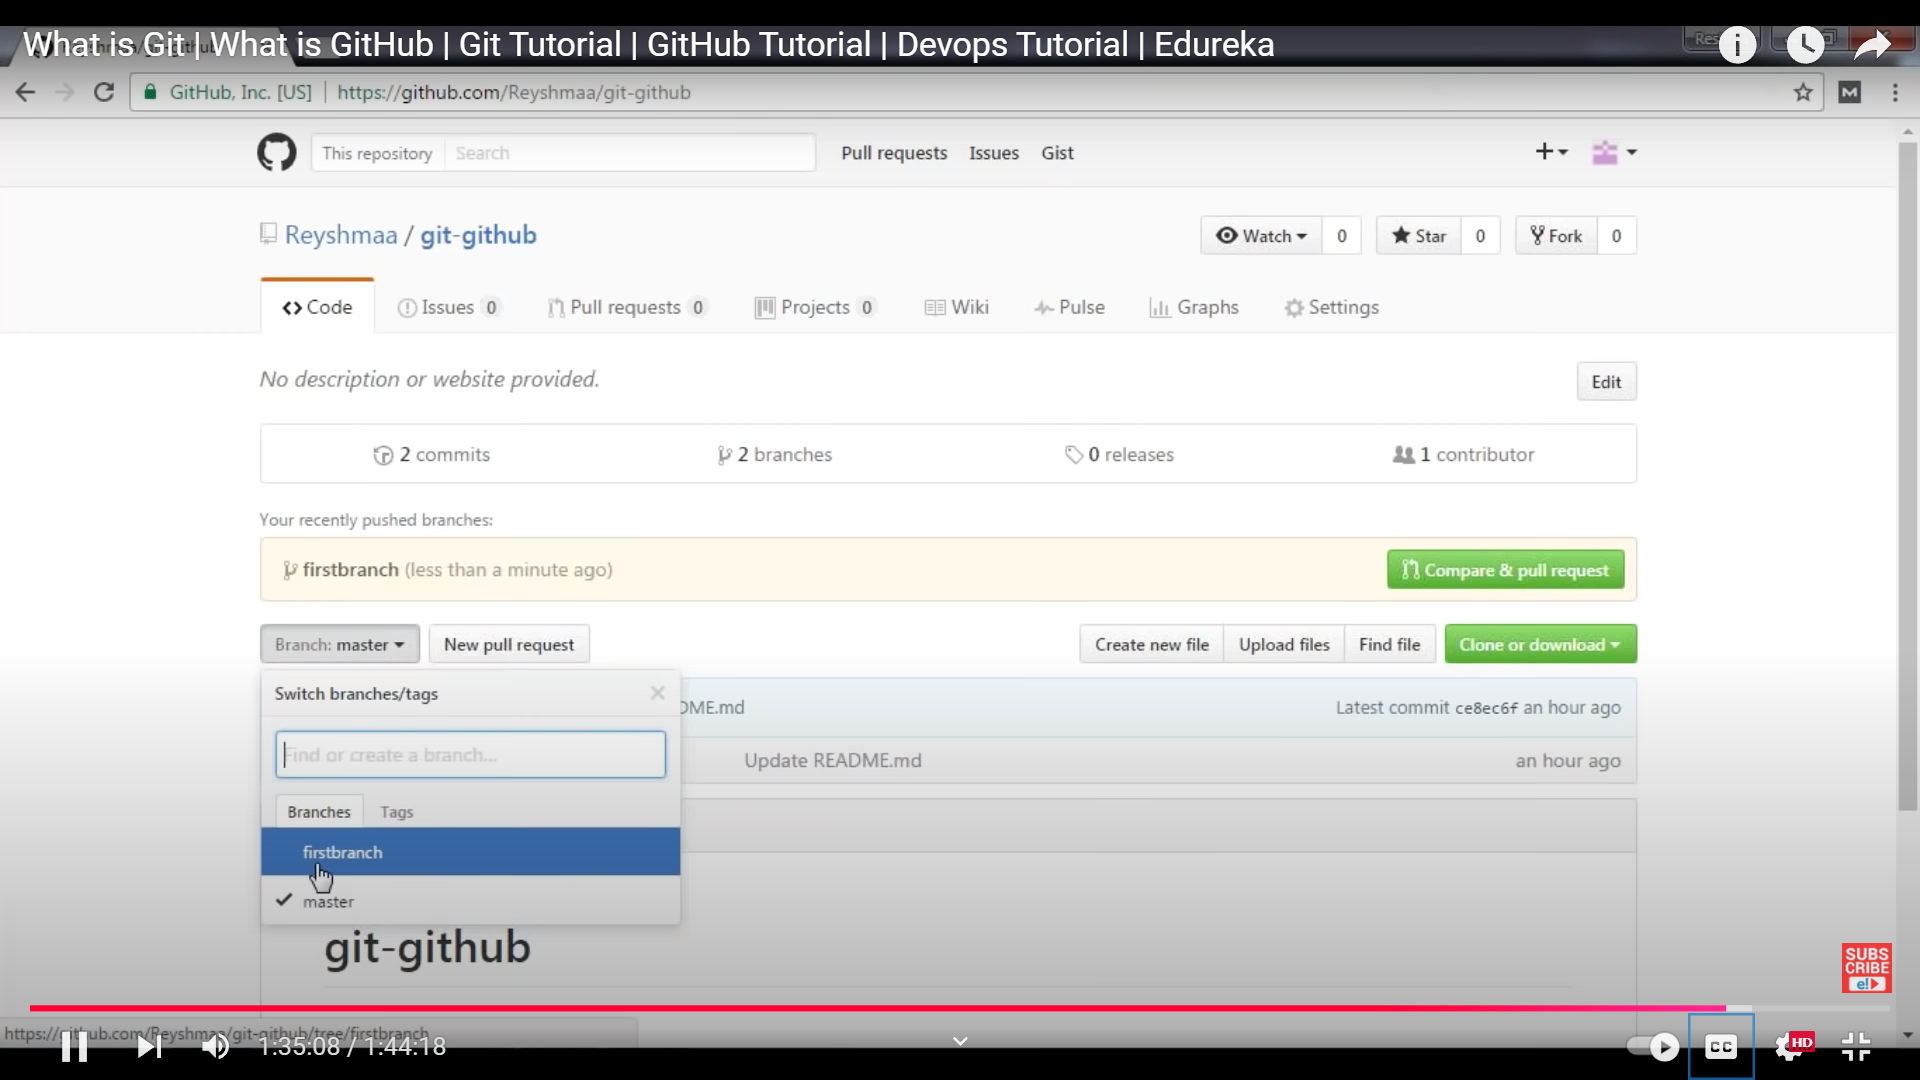 What is Git | What is GitHub | Git Tutorial | GitHub Tutorial | Devops Tutorial | Edureka
GitHub, Inc. [US] | https://github.com/Reyshmaa/git-github
This repository Search Pull requests Issues Gist
Reyshmaa / git-github Watch 0 Star 0 Fork 0
Code Issues 0 Pull requests 0 Projects 0 Wiki Pulse Graphs Settings
No description or website provided. Edit
2 commits 2 branches 0 releases 1 contributor
Your recently pushed branches:
firstbranch (less than a minute ago) Compare & pull request
Branch: master New pull request Create new file Upload files Find file Clone or download
Switch branches/tags
DME.md Latest commit ce8ec6f an hour ago
Find or create a branch...
Update README.md an hour ago
Branches Tags
firstbranch
master
git-github
SUBS
CRIBE
e!
https://github.com/Reyshmaa/git-github/tree/firstbranch
1:35:08 / 1:44:18 CC HD